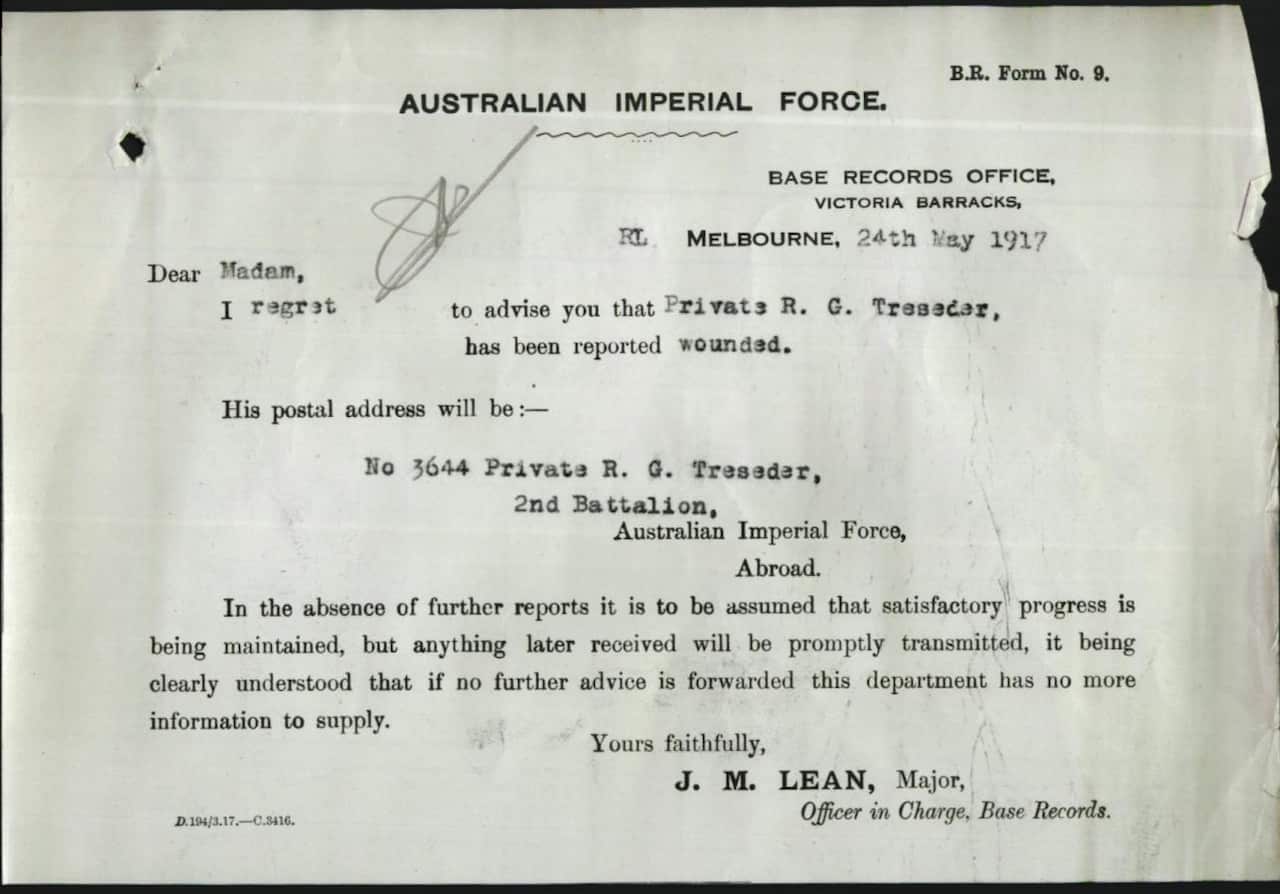 B.R. Form No. 9.
AUSTRALIAN IMPERIAL FORCE.
BASE RECORDS OFFICE,
VICTORIA BARRACKS,
RL MELBOURNE, 24th May 1917
Dear Madam,
I regret to advise you that Private R. G. Treseder,
has been reported wounded.
His postal address will be:—
No 3644 Private R. G. Treseder,
2nd Battalion,
Australian Imperial Force,
Abroad.
In the absence of further reports it is to be assumed that satisfactory progress is
being maintained, but anything later received will be promptly transmitted, it being
clearly understood that if no further advice is forwarded this department has no more
information to supply.
Yours faithfully,
J. M. LEAN, Major,
Officer in Charge, Base Records.
D.194/3.17.—C.3416.